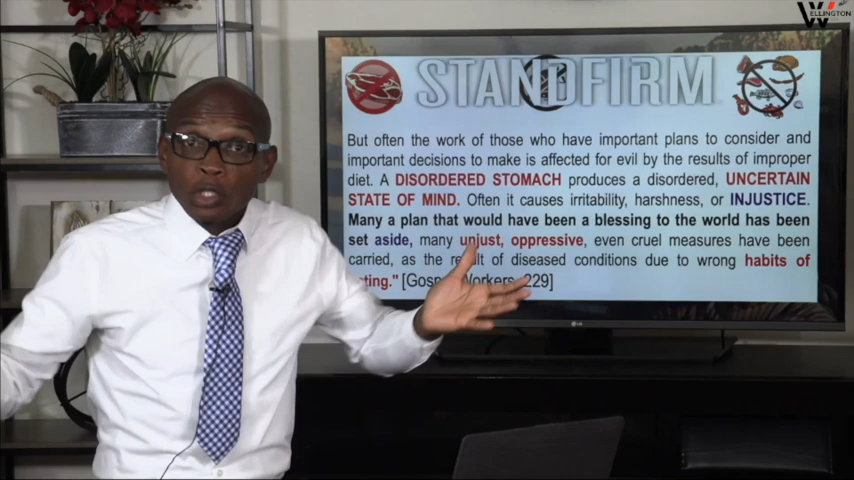 WELLINGTON
STANDFIRM
But often the work of those who have important plans to consider and
important decisions to make is affected for evil by the results of improper
diet. A DISORDERED STOMACH produces a disordered, UNCERTAIN
STATE OF MIND. Often it causes irritability, harshness, or INJUSTICE.
Many a plan that would have been a blessing to the world has been
set aside, many unjust, oppressive, even cruel measures have been
carried, as the result of diseased conditions due to wrong habits of
ting." [Gosp Workers 229]
LG